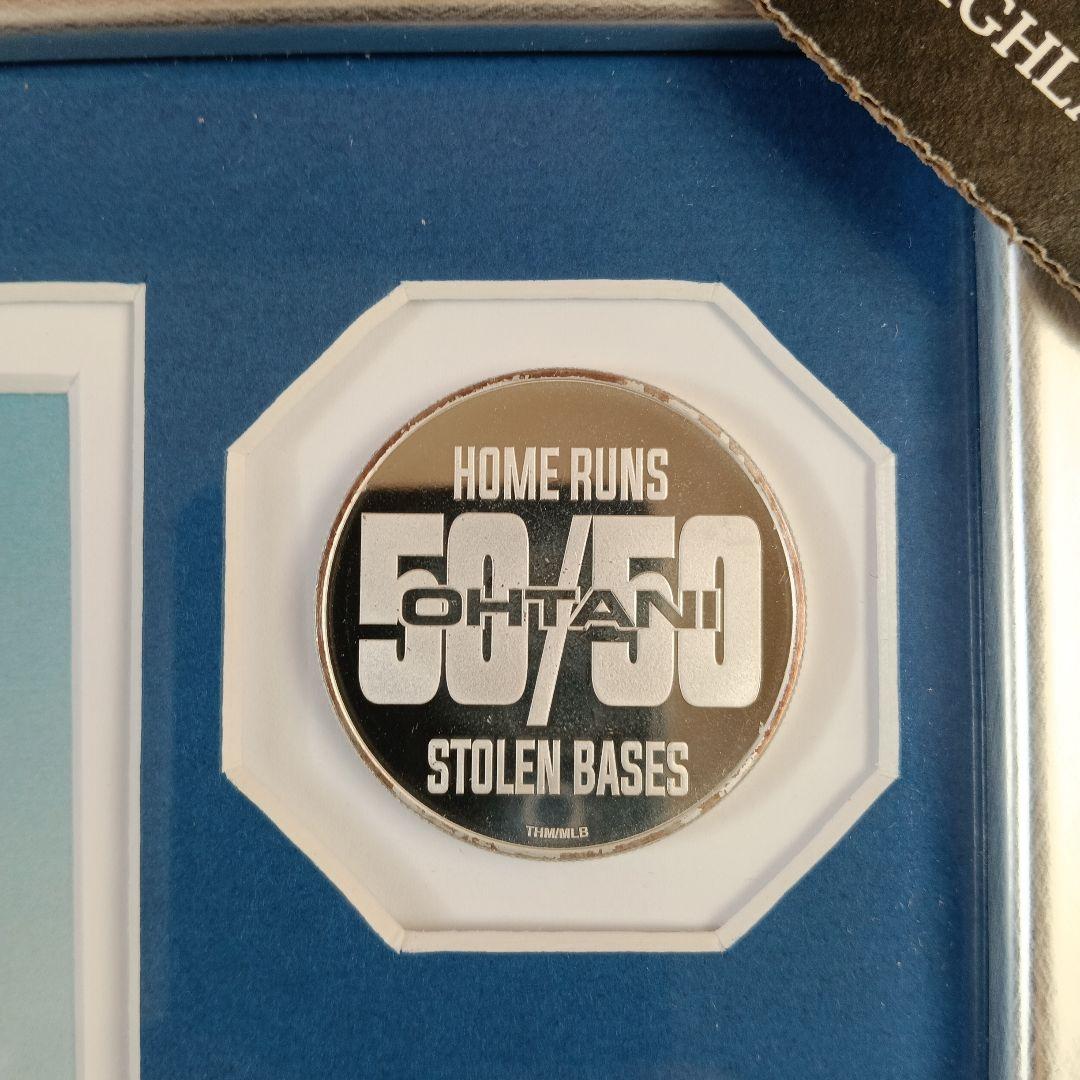 HOME RUNS
50/50
OHTANI
STOLEN BASES
THM/MLB